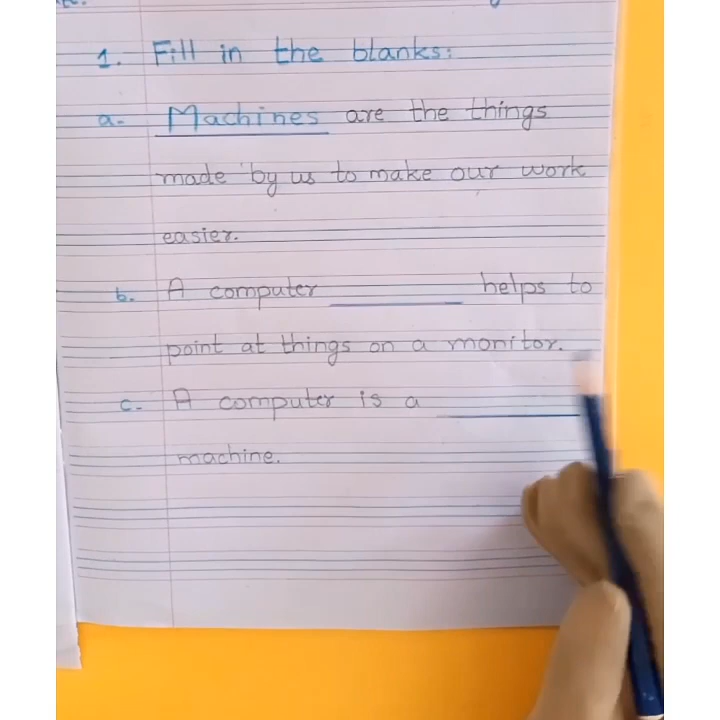 1. Fill in the blanks:
a- Machines are the things
made by us to make our work
easier.
b. A computer ________ helps to
point at things on a monitor.
c- A computer is a ________
machine.